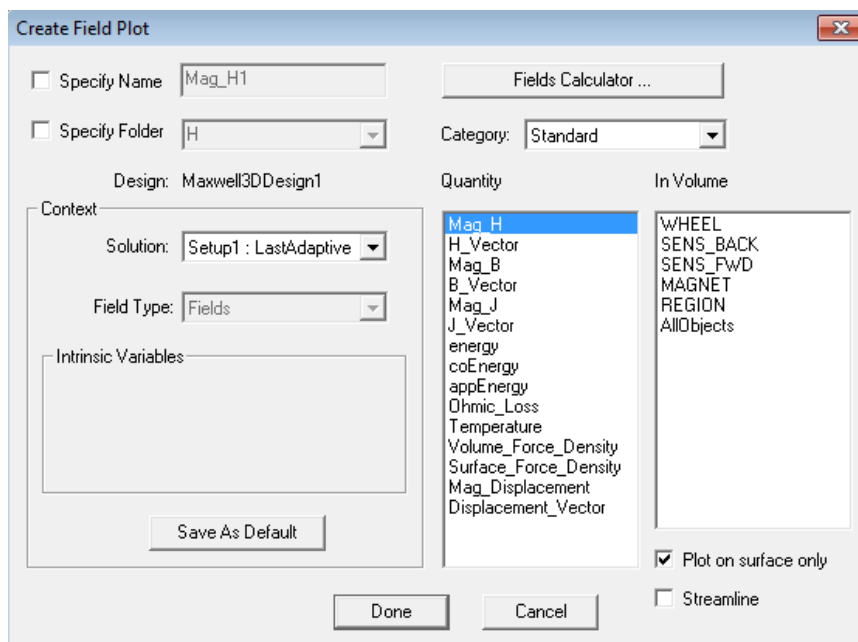 Create Field Plot
Specify Name Mag_H1
Fields Calculator ...
Specify Folder H
Category: Standard
Design: Maxwell3DDesign1
Context
Solution: Setup1 : LastAdaptive
Field Type: Fields
Intrinsic Variables
Save As Default
Quantity
Mag_H
H_Vector
Mag_B
B_Vector
Mag_J
J_Vector
energy
coEnergy
appEnergy
Ohmic_Loss
Temperature
Volume_Force_Density
Surface_Force_Density
Mag_Displacement
Displacement_Vector
In Volume
WHEEL
SENS_BACK
SENS_FWD
MAGNET
REGION
AllObjects
Plot on surface only
Streamline
Done
Cancel